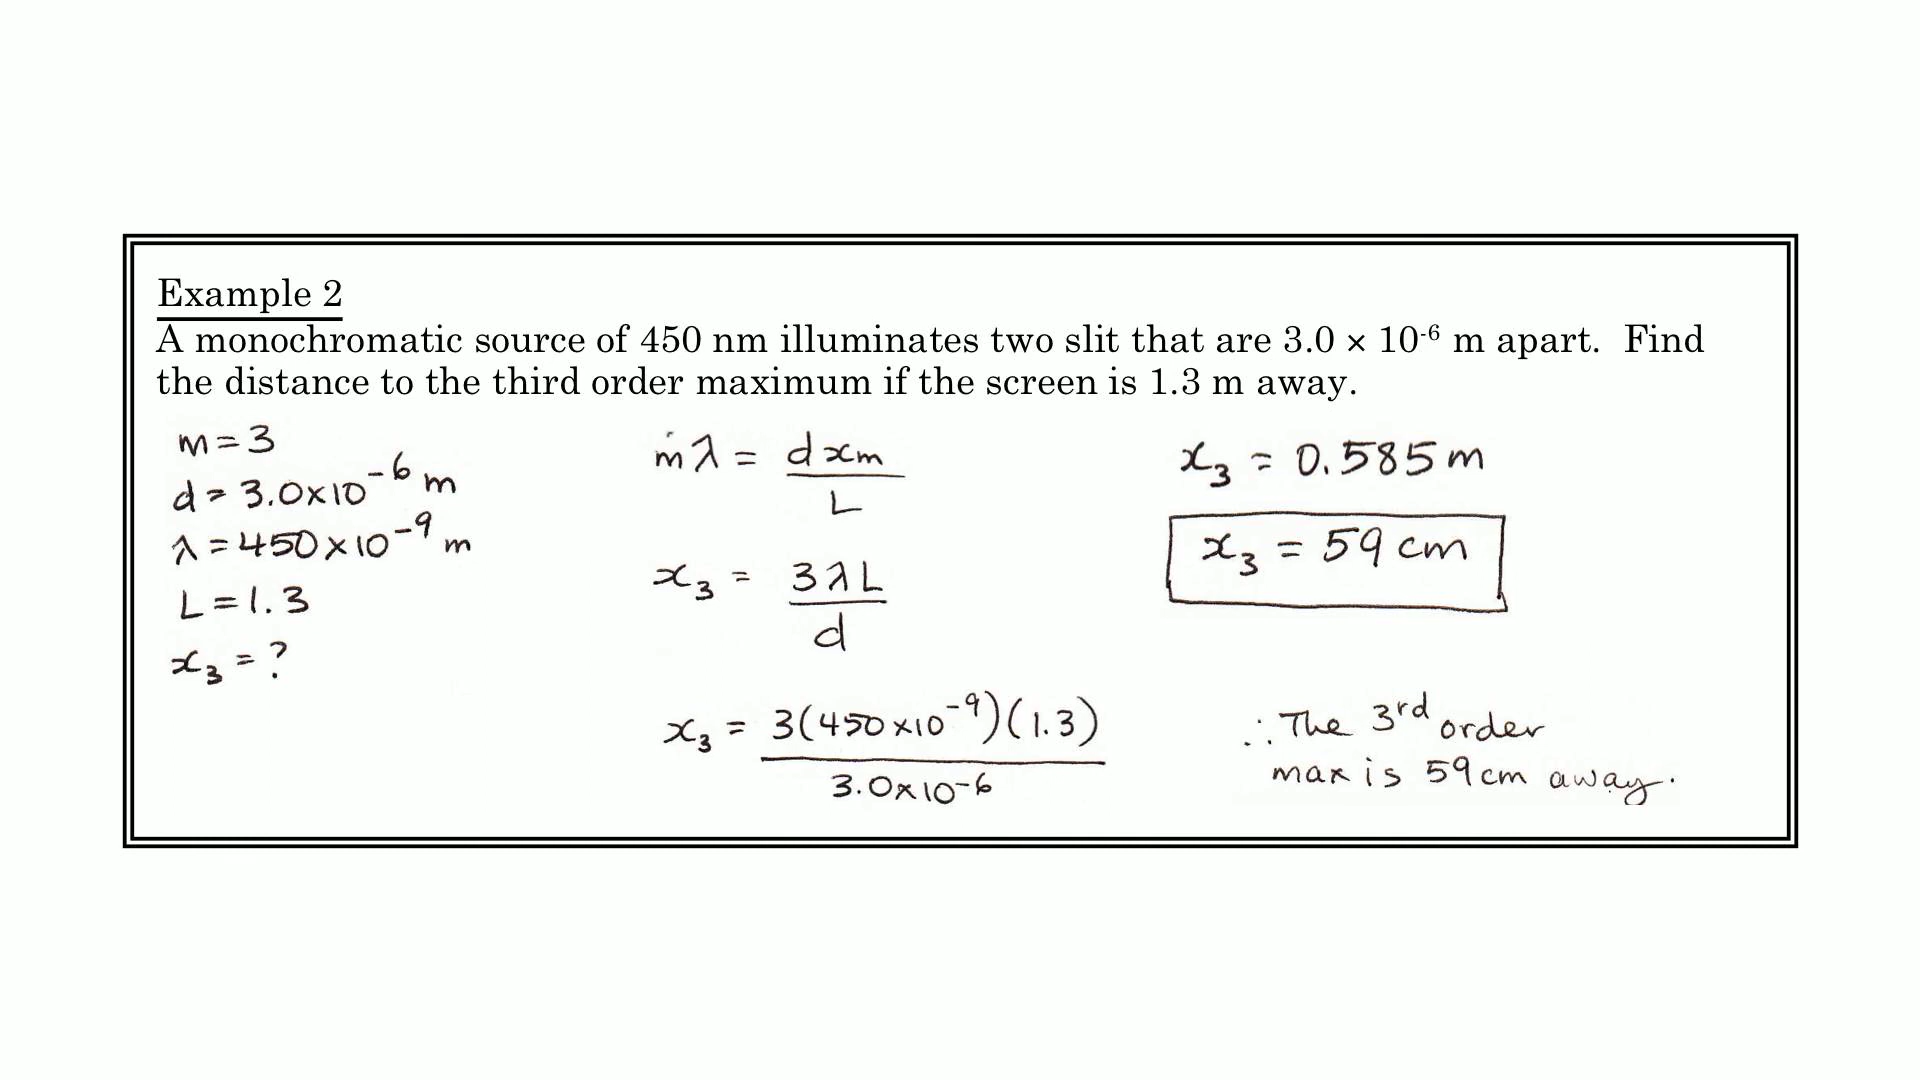 Example 2
A monochromatic source of 450 nm illuminates two slit that are 3.0 × 10⁻⁶ m apart.  Find
the distance to the third order maximum if the screen is 1.3 m away.
m = 3
d = 3.0×10⁻⁶ m
λ = 450×10⁻⁹ m
L = 1.3
x₃ = ?
mλ = dxm / L
x₃ = 3λL / d
x₃ = 3(450×10⁻⁹)(1.3) / 3.0×10⁻⁶
x₃ = 0.585 m
x₃ = 59 cm
∴ The 3rd order
max is 59 cm away.